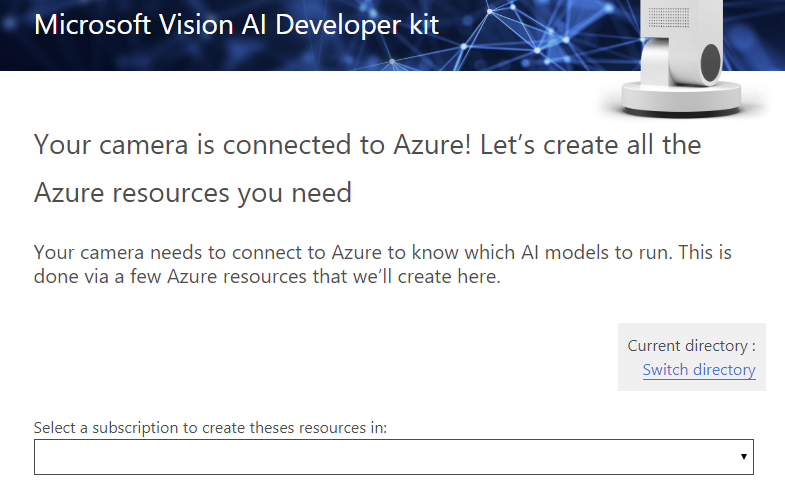 Microsoft Vision AI Developer kit
Your camera is connected to Azure! Let’s create all the
Azure resources you need
Your camera needs to connect to Azure to know which AI models to run. This is
done via a few Azure resources that we’ll create here.
Current directory :
Switch directory
Select a subscription to create theses resources in: